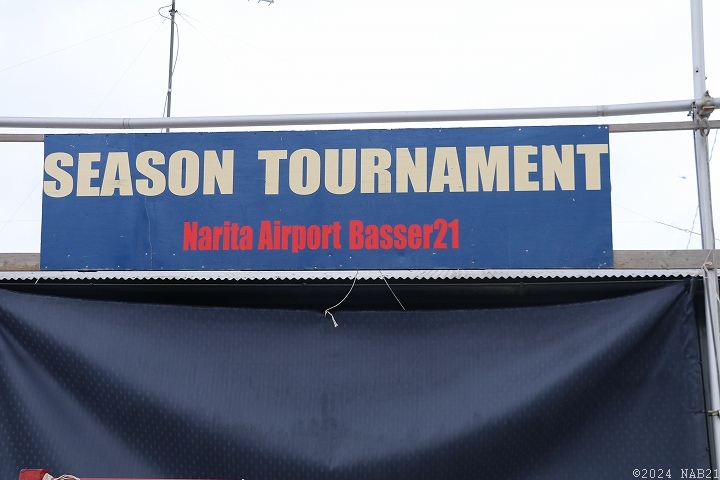 SEASON TOURNAMENT
Narita Airport Basser21
©2024 NAB21